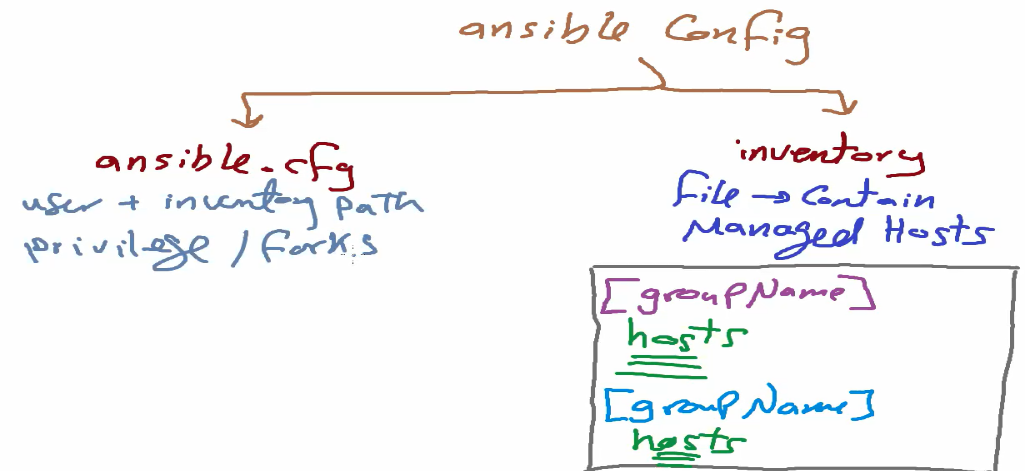 ansible Config
ansible.cfg
user + inventory path
privilege / forks
inventory
file → Contain
Managed Hosts
[groupName]
hosts
[groupName]
hosts